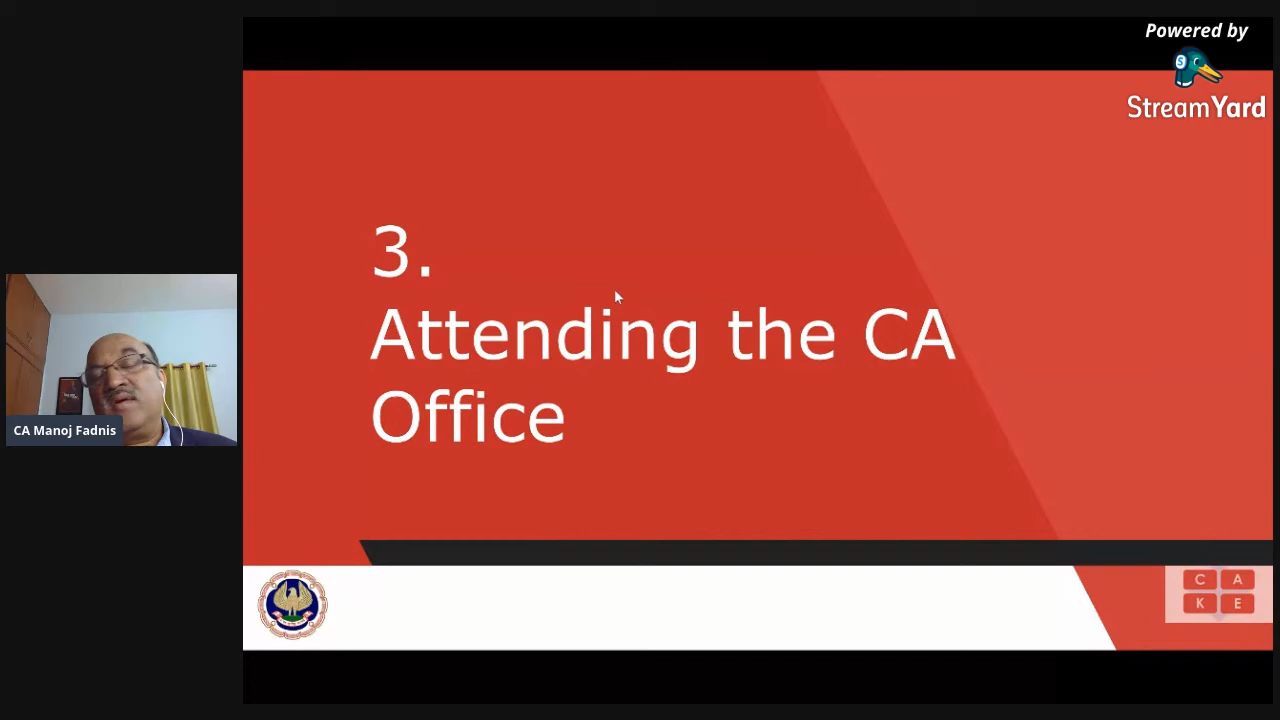 Powered by
StreamYard
3.
Attending the CA
Office
CA Manoj Fadnis
C A
K E